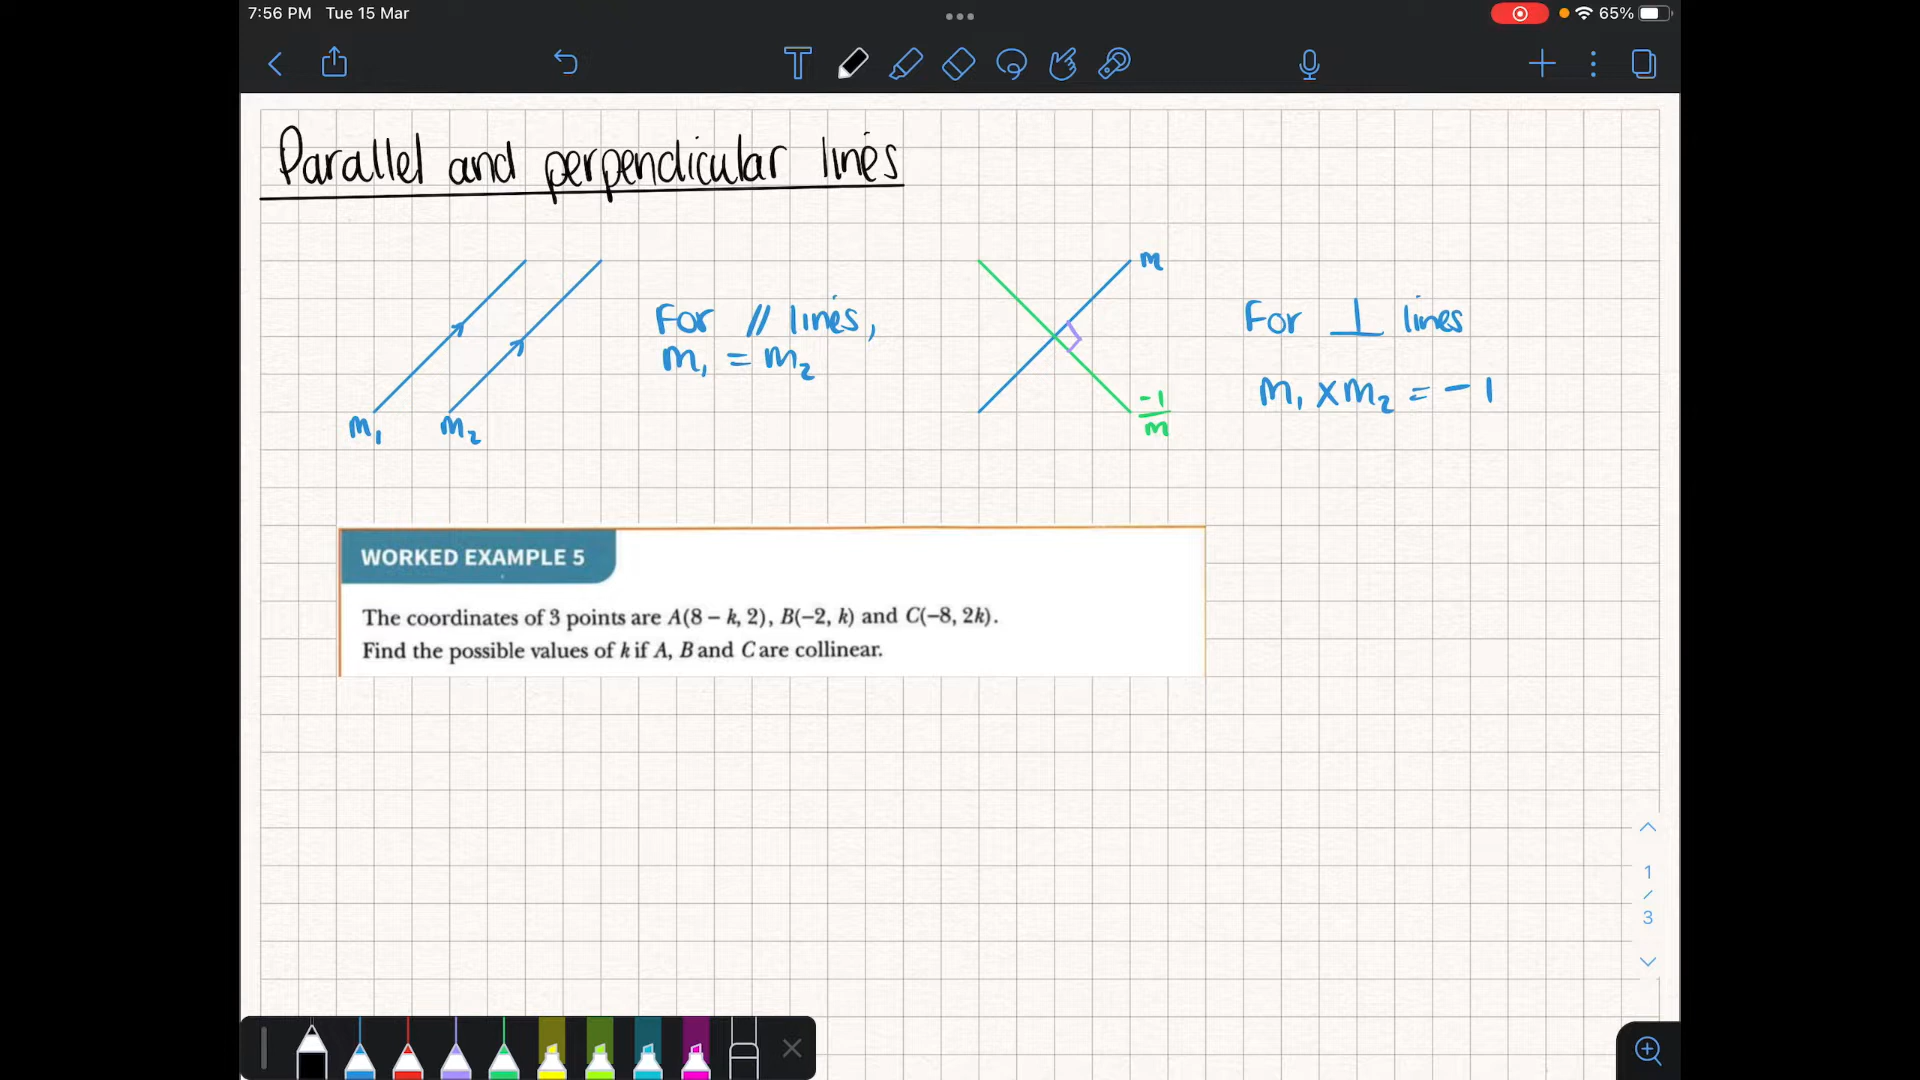 7:56 PM Tue 15 Mar
65%
Parallel and perpendicular lines
m
For // lines,
m₁ = m₂
For ⊥ lines
m₁ × m₂ = -1
-1/m
m₁ m₂
WORKED EXAMPLE 5
The coordinates of 3 points are A(8 – k, 2), B(–2, k) and C(–8, 2k).
Find the possible values of k if A, B and C are collinear.
1
/
3